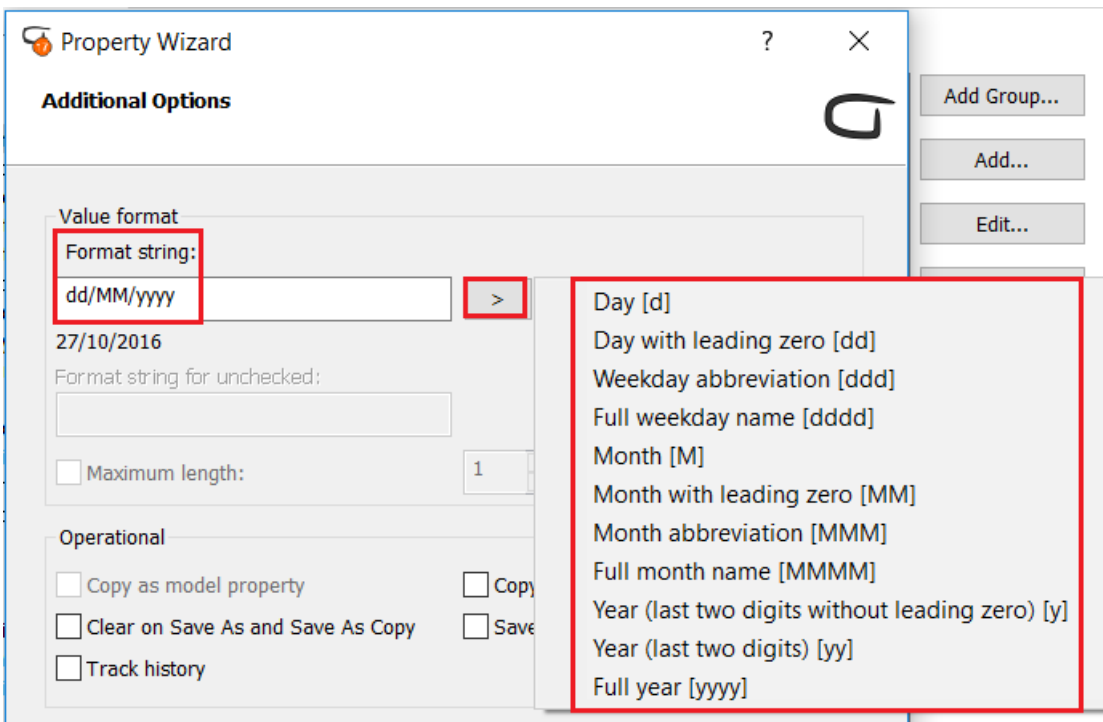 Property Wizard
?
Additional Options
Add Group...
Add...
Edit...
Value format
Format string:
dd/MM/yyyy
>
27/10/2016
Format string for unchecked:
Maximum length:
1
Day [d]
Day with leading zero [dd]
Weekday abbreviation [ddd]
Full weekday name [dddd]
Month [M]
Month with leading zero [MM]
Month abbreviation [MMM]
Full month name [MMMM]
Year (last two digits without leading zero) [y]
Year (last two digits) [yy]
Full year [yyyy]
Operational
Copy as model property
Copy
Clear on Save As and Save As Copy
Save
Track history